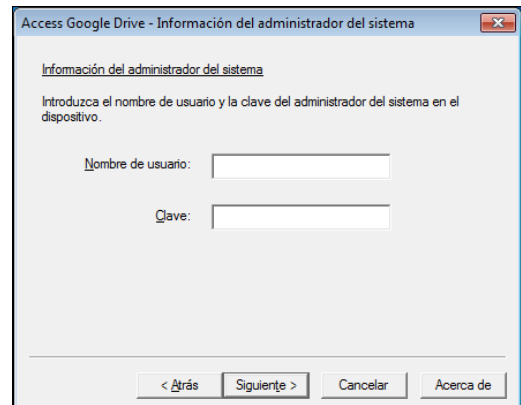 Access Google Drive - Información del administrador del sistema
Información del administrador del sistema
Introduzca el nombre de usuario y la clave del administrador del sistema en el
dispositivo.
Nombre de usuario:
Clave:
< Atrás Siguiente > Cancelar Acerca de